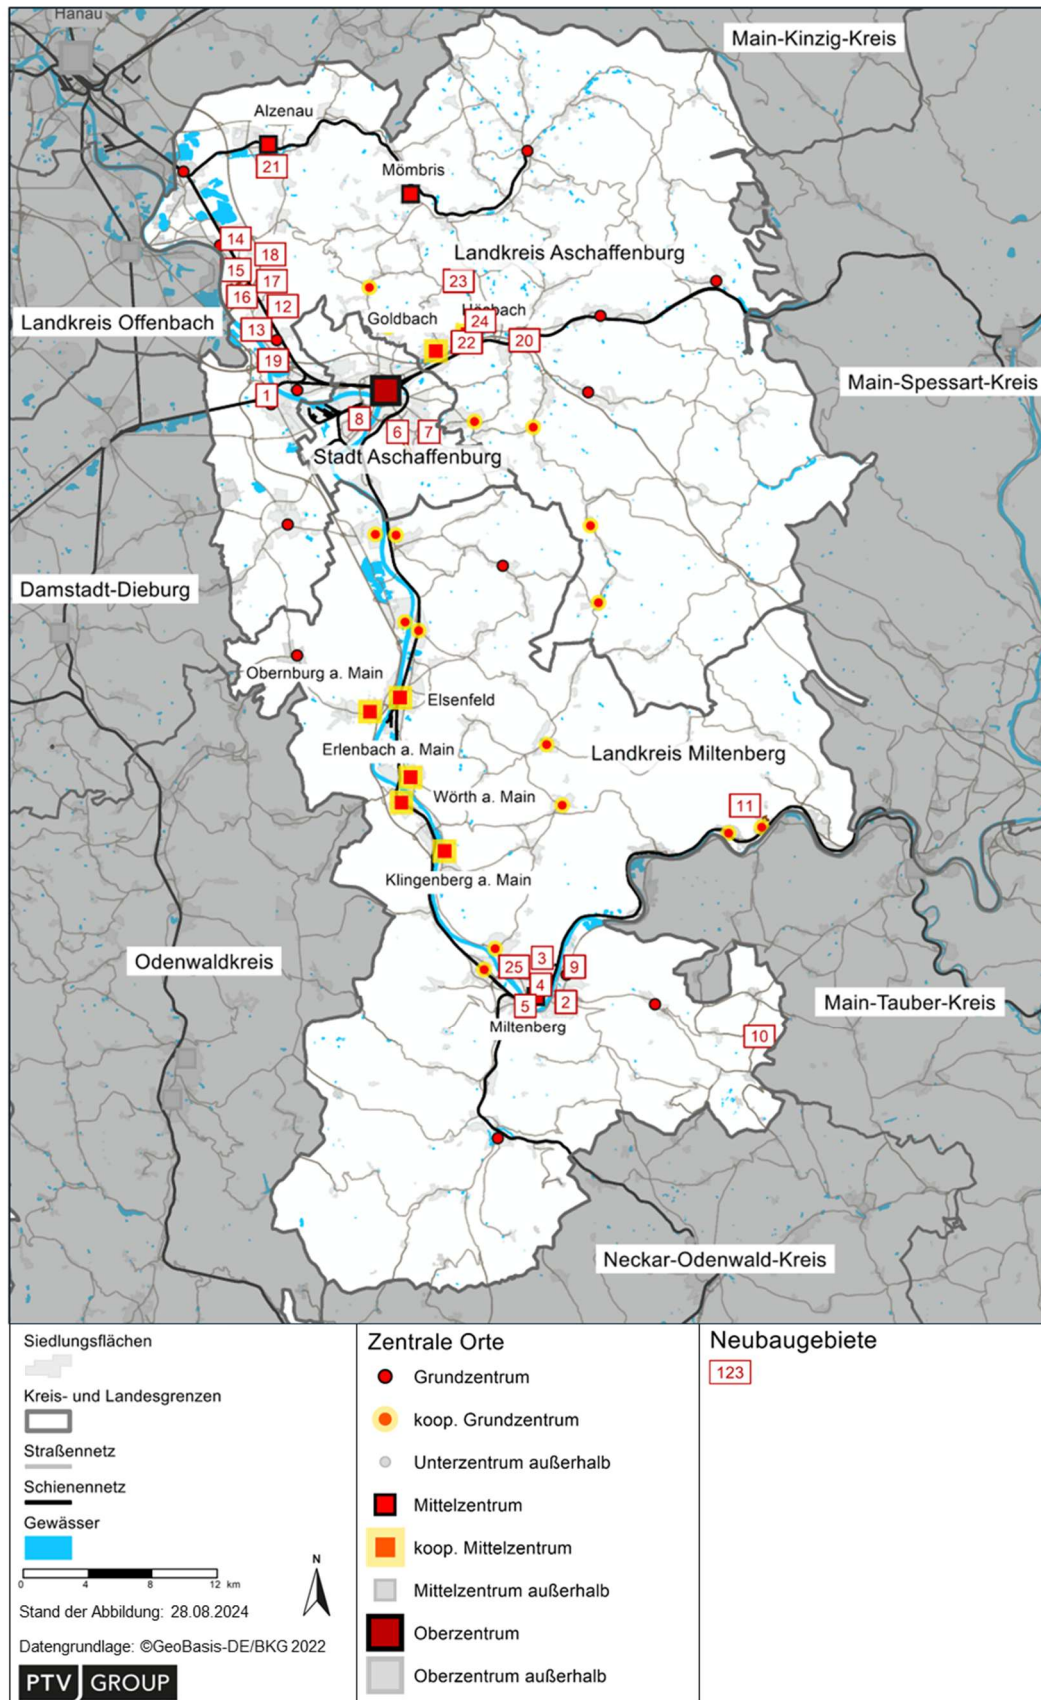 Hanau
Main-Kinzig-Kreis
Alzenau
21
Mömbris
14
18
Landkreis Aschaffenburg
15
17
23
16
12
Landkreis Offenbach
13
Goldbach
Hösbach
24
22
20
19
Main-Spessart-Kreis
1
8
6
7
Stadt Aschaffenburg
Damstadt-Dieburg
Obernburg a. Main
Elsenfeld
Erlenbach a. Main
Landkreis Miltenberg
Wörth a. Main
11
Klingenberg a. Main
Odenwaldkreis
3
25
9
4
5
2
Main-Tauber-Kreis
Miltenberg
10
Neckar-Odenwald-Kreis
Siedlungsflächen
Kreis- und Landesgrenzen
Straßennetz
Schienennetz
Gewässer
0 4 8 12 km
N
Stand der Abbildung: 28.08.2024
Datengrundlage: ©GeoBasis-DE/BKG 2022
PTV GROUP
Zentrale Orte
Grundzentrum
koop. Grundzentrum
Unterzentrum außerhalb
Mittelzentrum
koop. Mittelzentrum
Mittelzentrum außerhalb
Oberzentrum
Oberzentrum außerhalb
Neubaugebiete
123